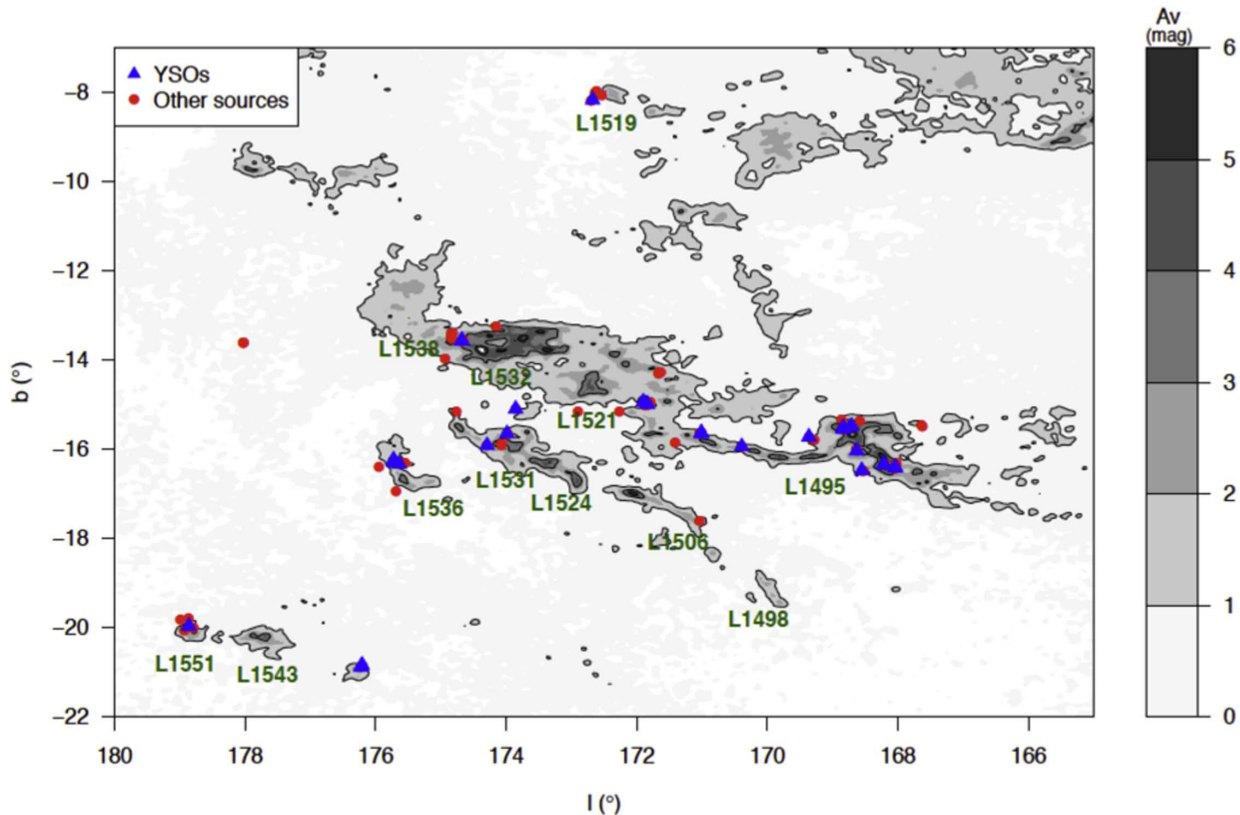 Av
(mag)
YSOs
Other sources
6
5
4
3
2
1
0
−8
−10
−12
−14
−16
−18
−20
−22
b (°)
L1519
L1538
L1532
L1521
L1531
L1524
L1536
L1495
L1506
L1498
L1551
L1543
180
178
176
174
172
170
168
166
l (°)